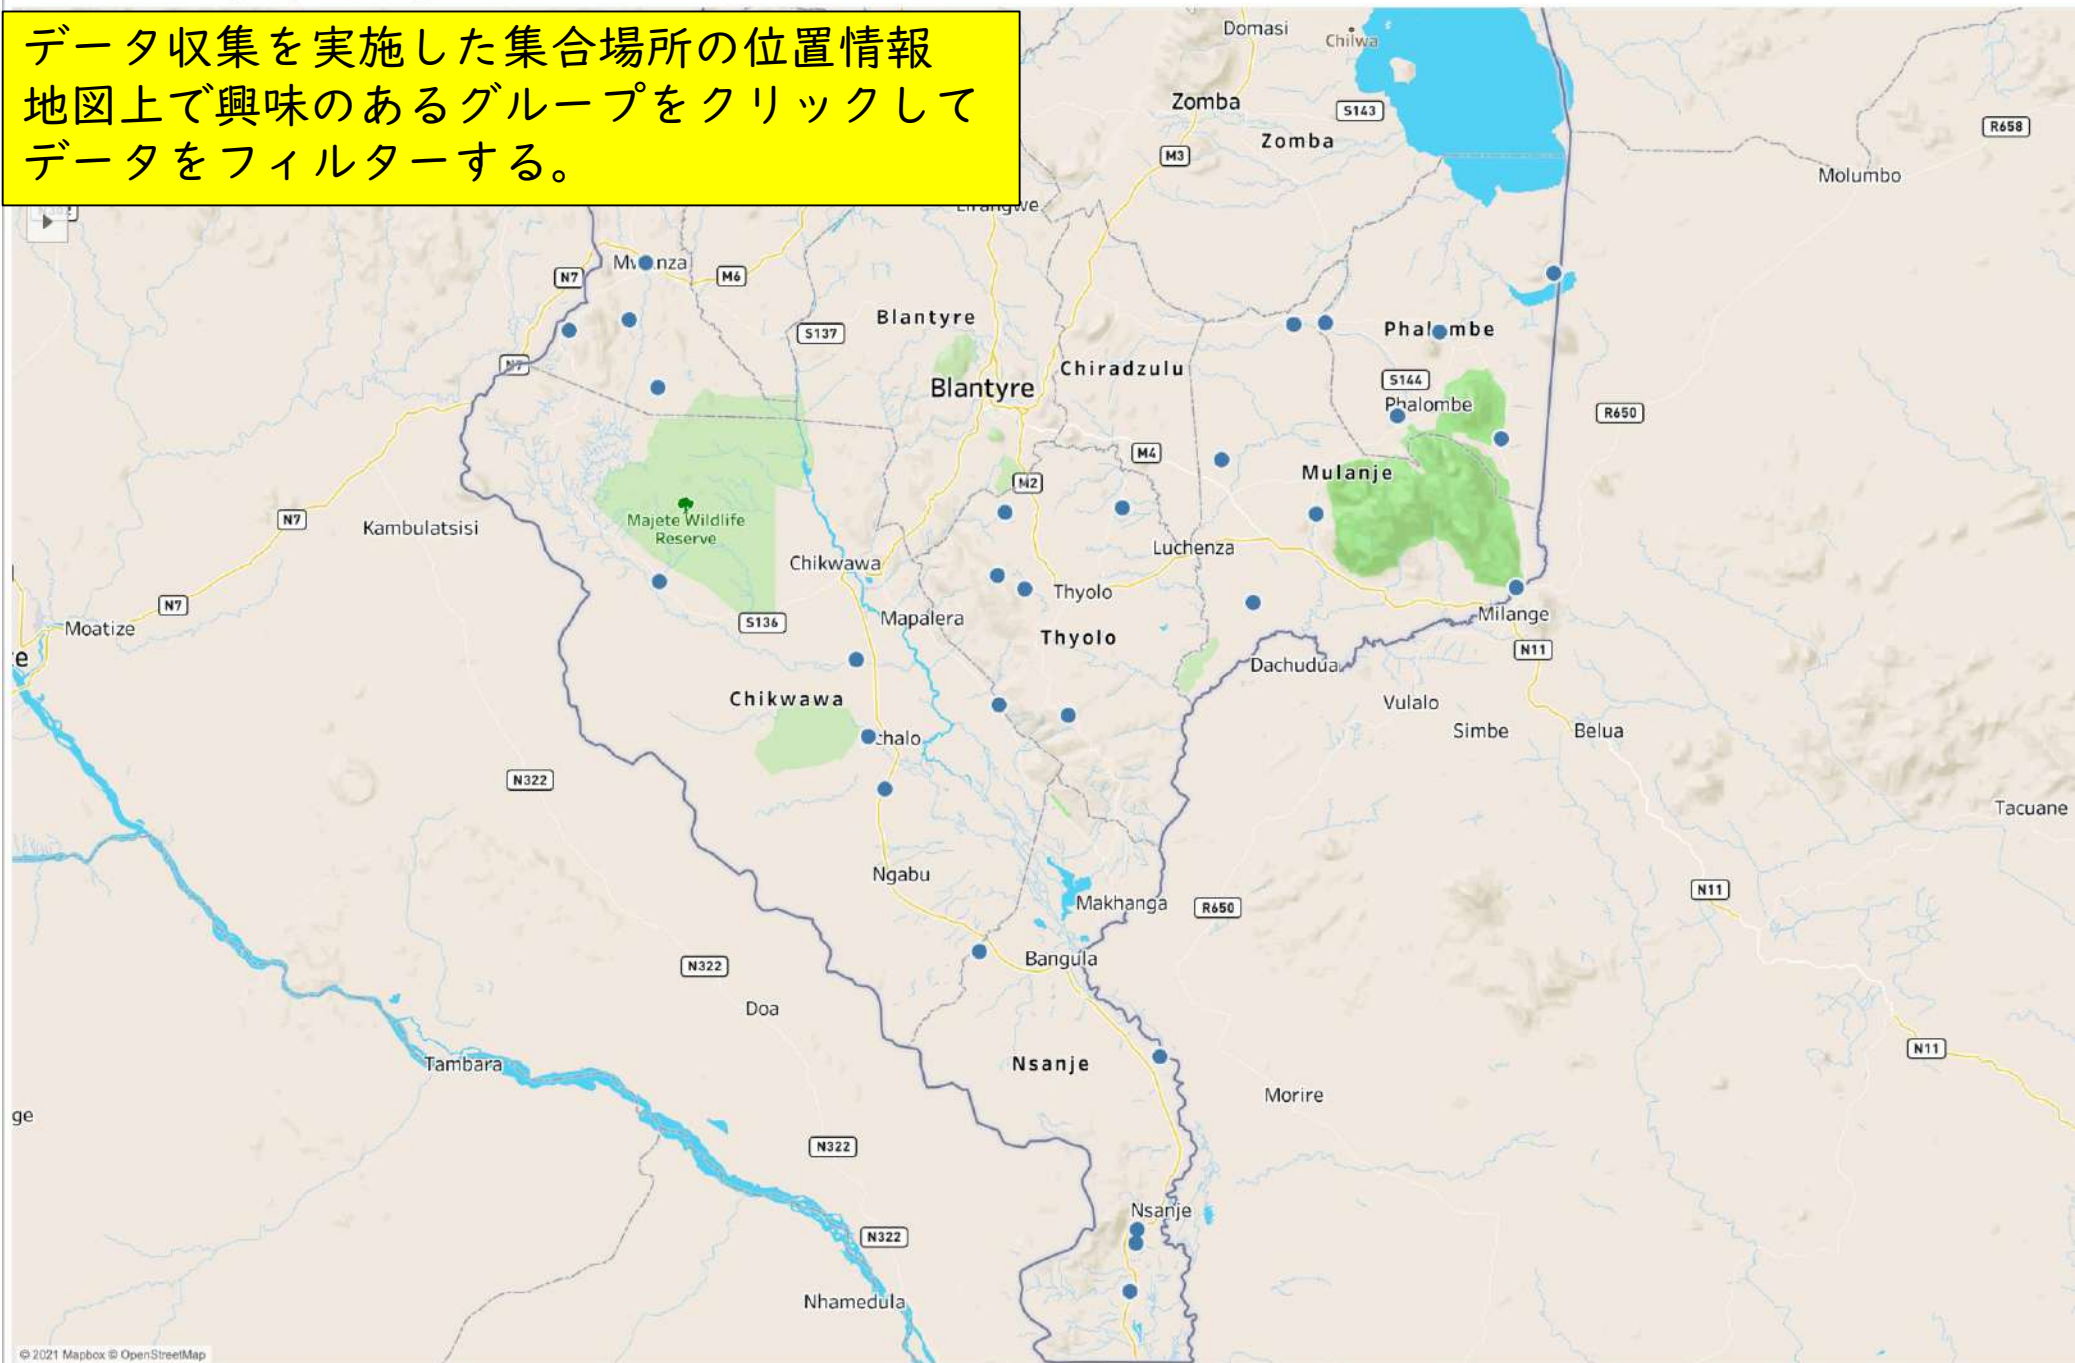 データ収集を実施した集合場所の位置情報
地図上で興味のあるグループをクリックして
データをフィルターする。
Domasi
Chilwa
Zomba
S143
Zomba
M3
R658
Molumbo
Lirangwe
N7
M6
S137
Blantyre
Phalombe
N7
Chiradzulu
Blantyre
S144
Phalombe
R650
M4
Mulanje
M2
N7
Majete Wildlife
Reserve
Kambulatsisi
Luchenza
Chikwawa
Thyolo
N7
Mapalera
Milange
S136
Moatize
Thyolo
N11
Dachudua
Chikwawa
Vulalo
Simbe
Belua
N322
Tacuane
Ngabu
N11
Makhanga
R650
Bangula
N322
Doa
N11
Tambara
Nsanje
Morire
ge
N322
Nsanje
N322
Nhamedula
© 2021 Mapbox © OpenStreetMap